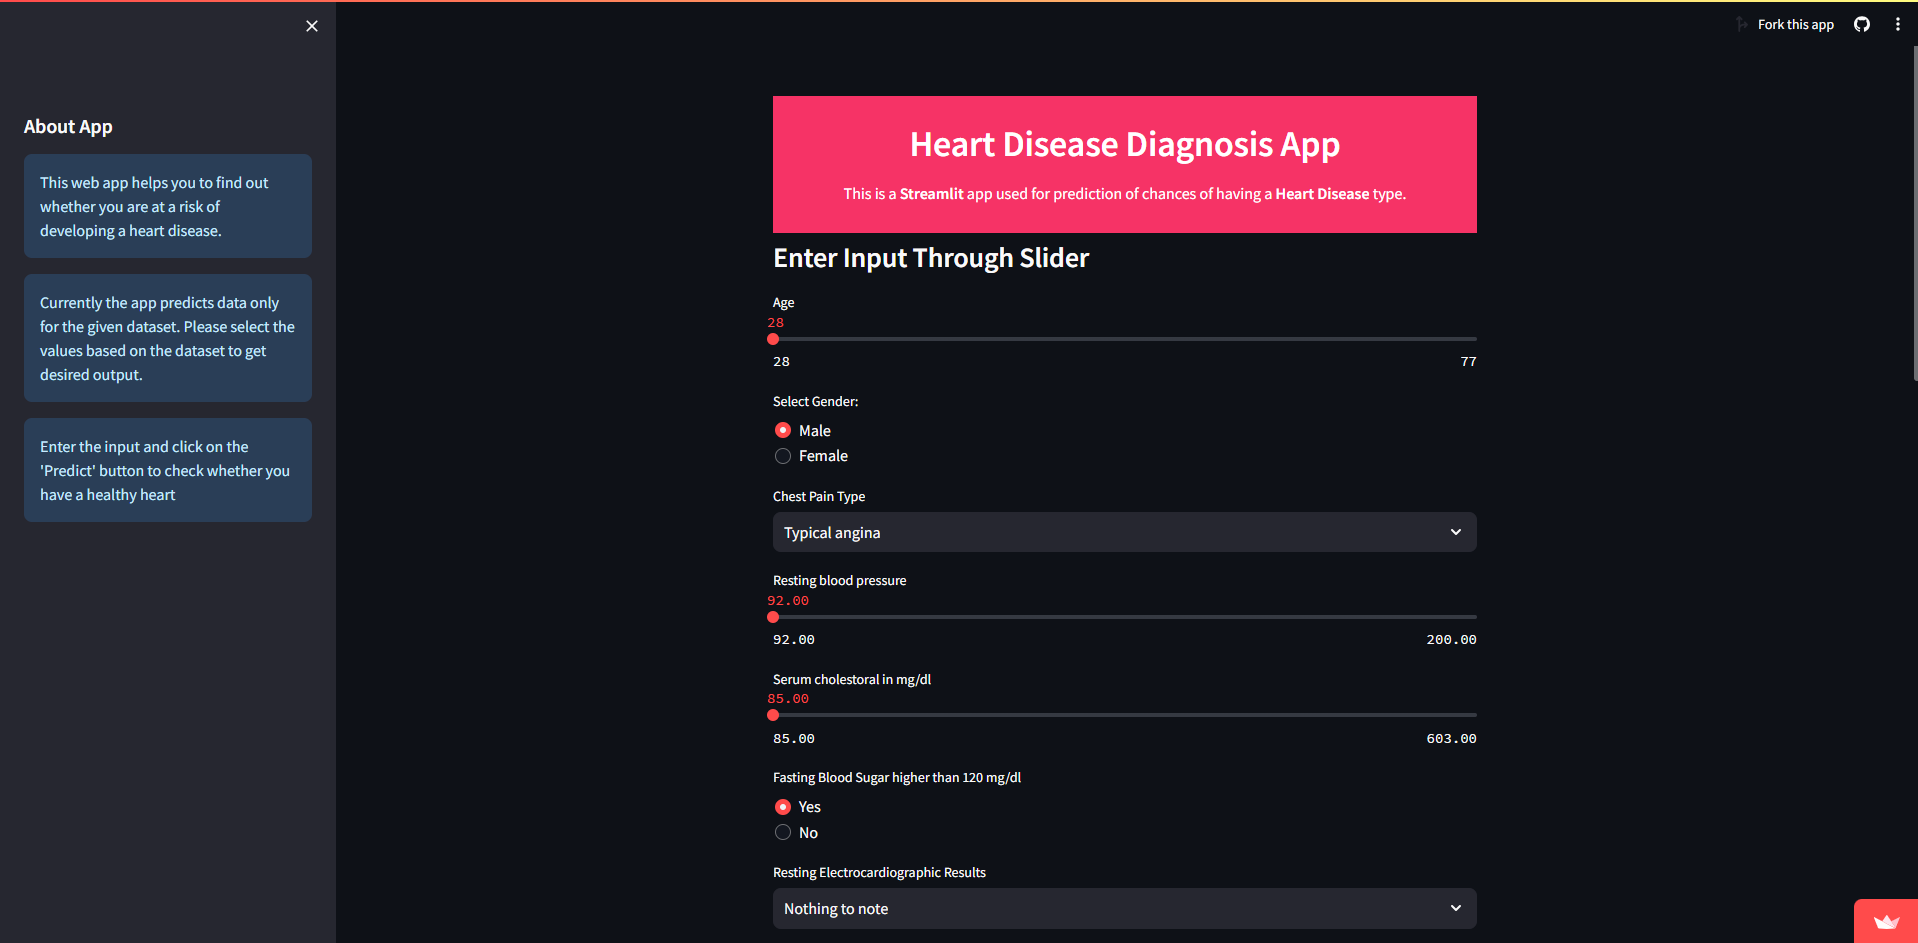 Fork this app
About App
This web app helps you to find out
whether you are at a risk of
developing a heart disease.
Currently the app predicts data only
for the given dataset. Please select the
values based on the dataset to get
desired output.
Enter the input and click on the
'Predict' button to check whether you
have a healthy heart
Heart Disease Diagnosis App
This is a Streamlit app used for prediction of chances of having a Heart Disease type.
Enter Input Through Slider
Age
28
28 77
Select Gender:
Male
Female
Chest Pain Type
Typical angina
Resting blood pressure
92.00
92.00 200.00
Serum cholestoral in mg/dl
85.00
85.00 603.00
Fasting Blood Sugar higher than 120 mg/dl
Yes
No
Resting Electrocardiographic Results
Nothing to note